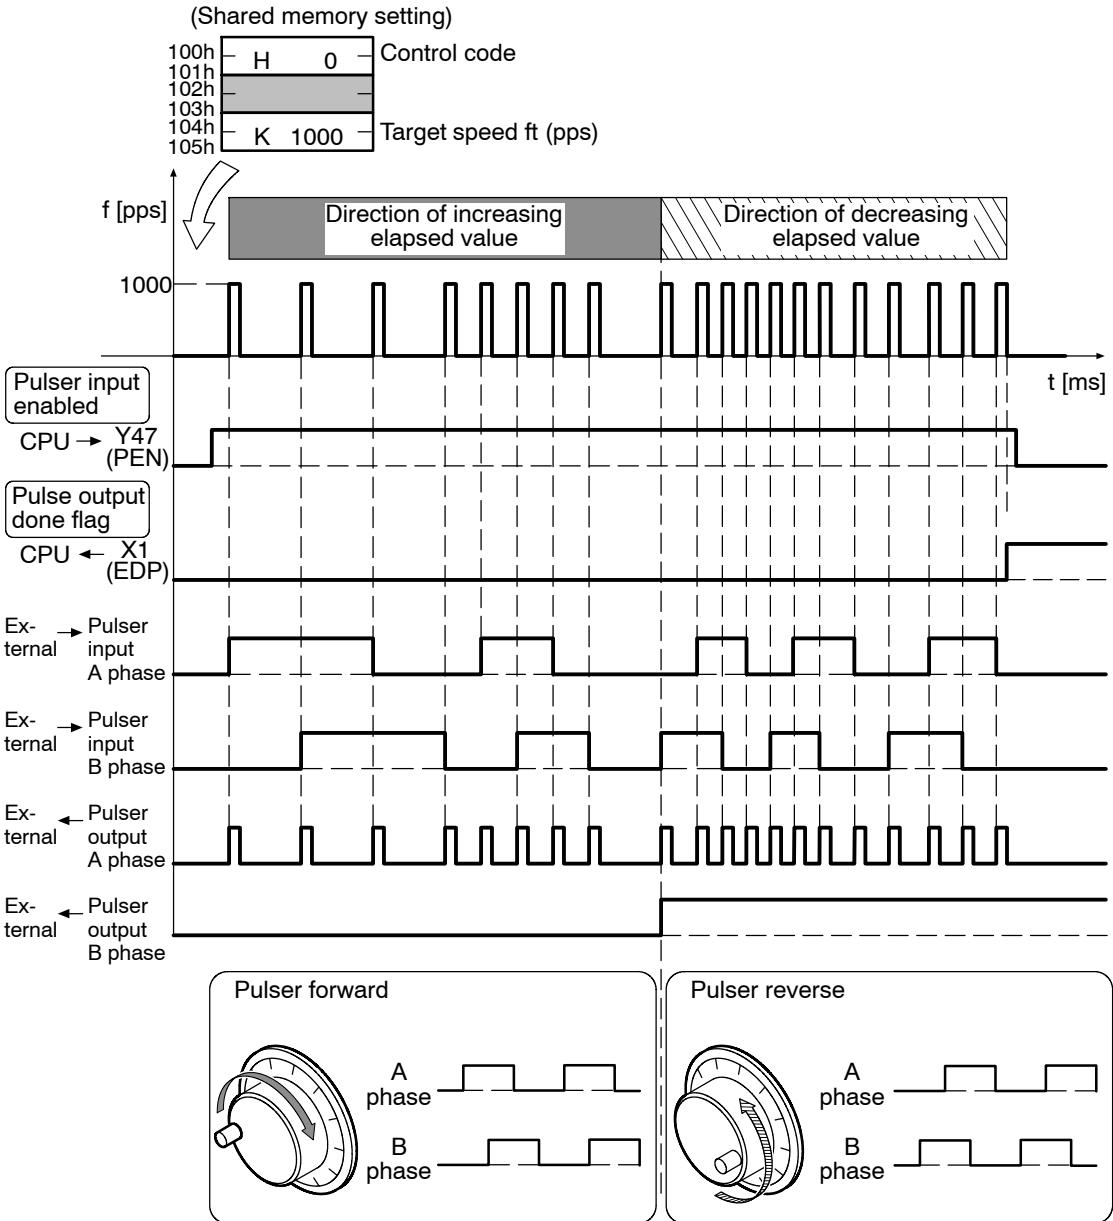 (Shared memory setting)
100h
101h
102h
103h
104h
105h
H 0
Control code
K 1000
Target speed ft (pps)
f [pps]
Direction of increasing
elapsed value
Direction of decreasing
elapsed value
1000
t [ms]
Pulser input
enabled
CPU → Y47
(PEN)
Pulse output
done flag
CPU ← X1
(EDP)
Ex- → Pulser
ternal input
A phase
Ex- → Pulser
ternal input
B phase
Ex- ← Pulser
ternal output
A phase
Ex- ← Pulser
ternal output
B phase
Pulser forward
A
phase
B
phase
Pulser reverse
A
phase
B
phase